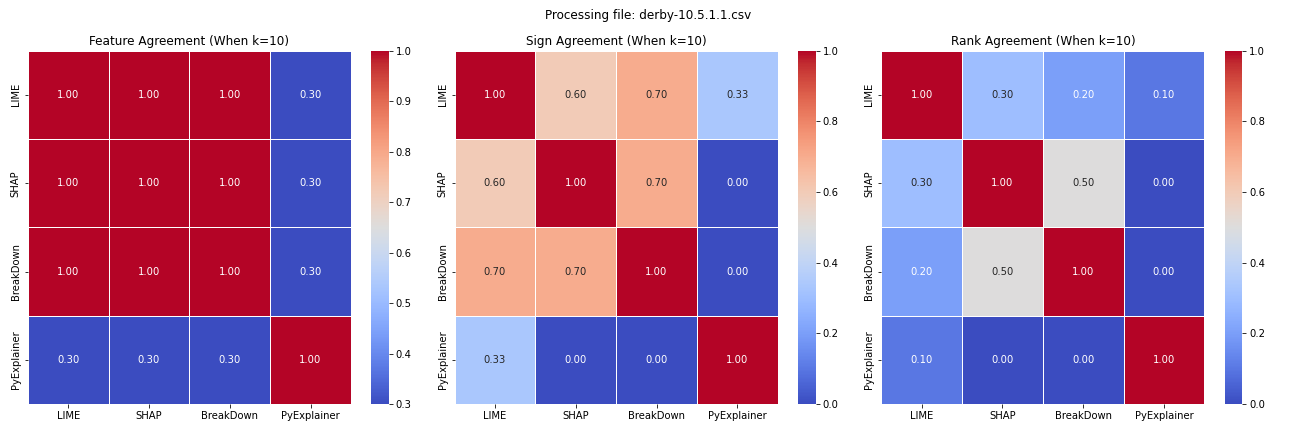 Processing file: derby-10.5.1.1.csv
Feature Agreement (When k=10)
LIME 1.00 1.00 1.00 0.30
SHAP 1.00 1.00 1.00 0.30
BreakDown 1.00 1.00 1.00 0.30
PyExplainer 0.30 0.30 0.30 1.00
LIME SHAP BreakDown PyExplainer
1.0
0.9
0.8
0.7
0.6
0.5
0.4
0.3
Sign Agreement (When k=10)
LIME 1.00 0.60 0.70 0.33
SHAP 0.60 1.00 0.70 0.00
BreakDown 0.70 0.70 1.00 0.00
PyExplainer 0.33 0.00 0.00 1.00
LIME SHAP BreakDown PyExplainer
1.0
0.8
0.6
0.4
0.2
0.0
Rank Agreement (When k=10)
LIME 1.00 0.30 0.20 0.10
SHAP 0.30 1.00 0.50 0.00
BreakDown 0.20 0.50 1.00 0.00
PyExplainer 0.10 0.00 0.00 1.00
LIME SHAP BreakDown PyExplainer
1.0
0.8
0.6
0.4
0.2
0.0